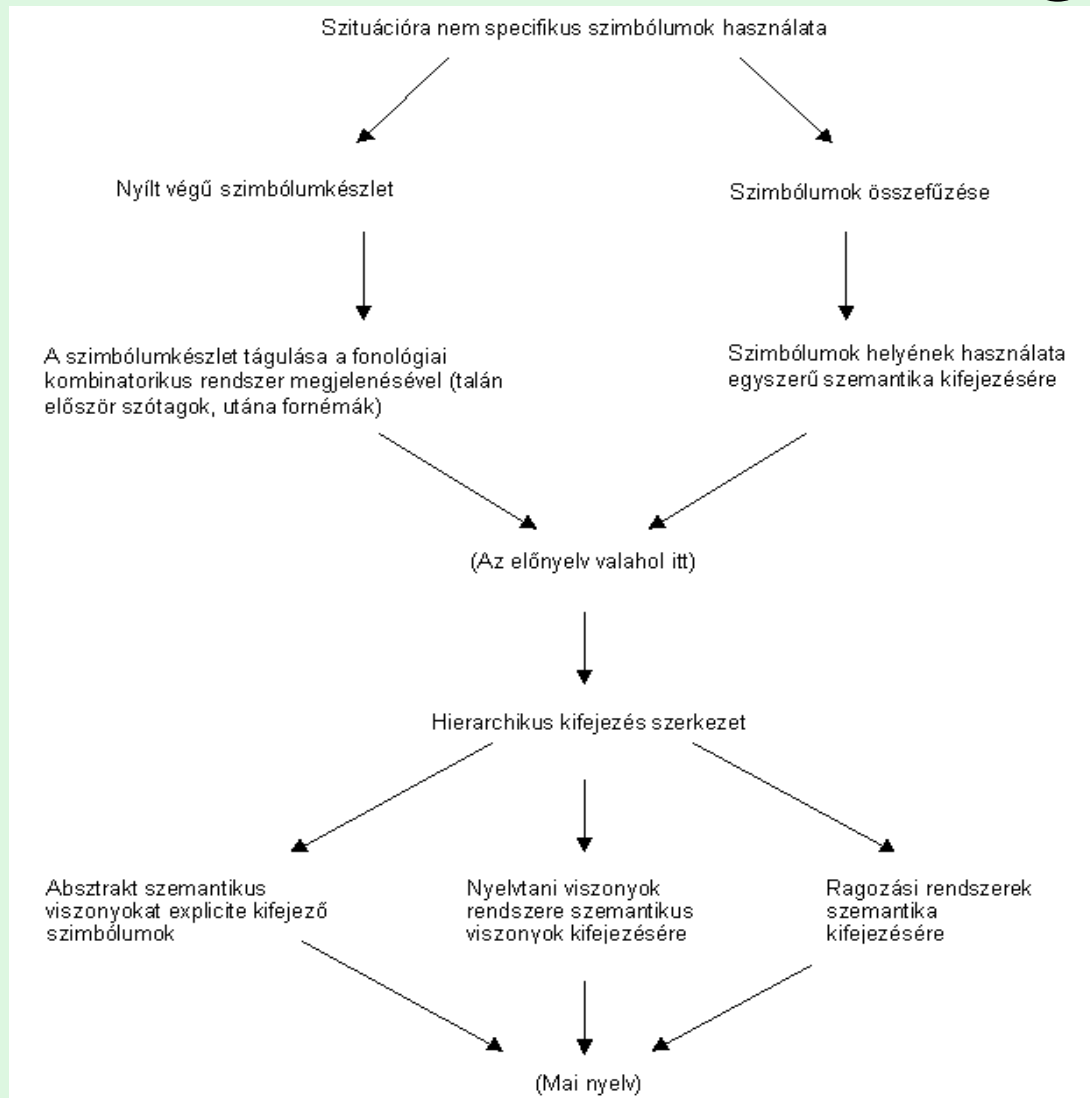 Szituációra nem specifikus szimbólumok használata
Nyílt végű szimbólumkészlet
Szimbólumok összefűzése
A szimbólumkészlet tágulása a fonológiai
kombinatorikus rendszer megjelenésével (talán
először szótagok, utána fornémák)
Szimbólumok helyének használata
egyszerű szemantika kifejezésére
(Az előnyelv valahol itt)
Hierarchikus kifejezés szerkezet
Absztrakt szemantikus
viszonyokat explicite kifejező
szimbólumok
Nyelvtani viszonyok
rendszere szemantikus
viszonyok kifejezésére
Ragozási rendszerek
szemantika
kifejezésére
(Mai nyelv)